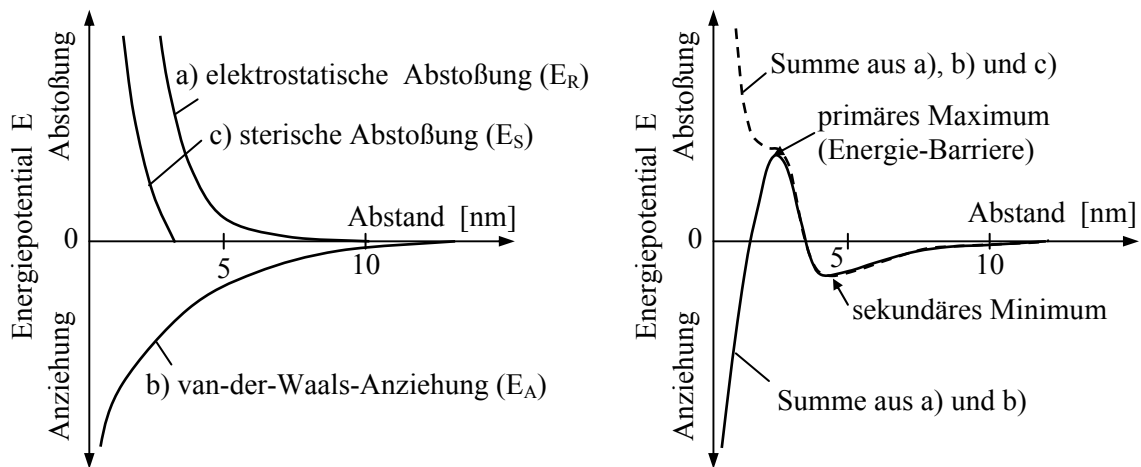 Energiepotential E
Abstoßung
Anziehung
a) elektrostatische Abstoßung (E_R)
c) sterische Abstoßung (E_S)
Abstand [nm]
0
5
10
b) van-der-Waals-Anziehung (E_A)
Energiepotential E
Abstoßung
Anziehung
Summe aus a), b) und c)
primäres Maximum
(Energie-Barriere)
Abstand [nm]
0
5
10
sekundäres Minimum
Summe aus a) und b)